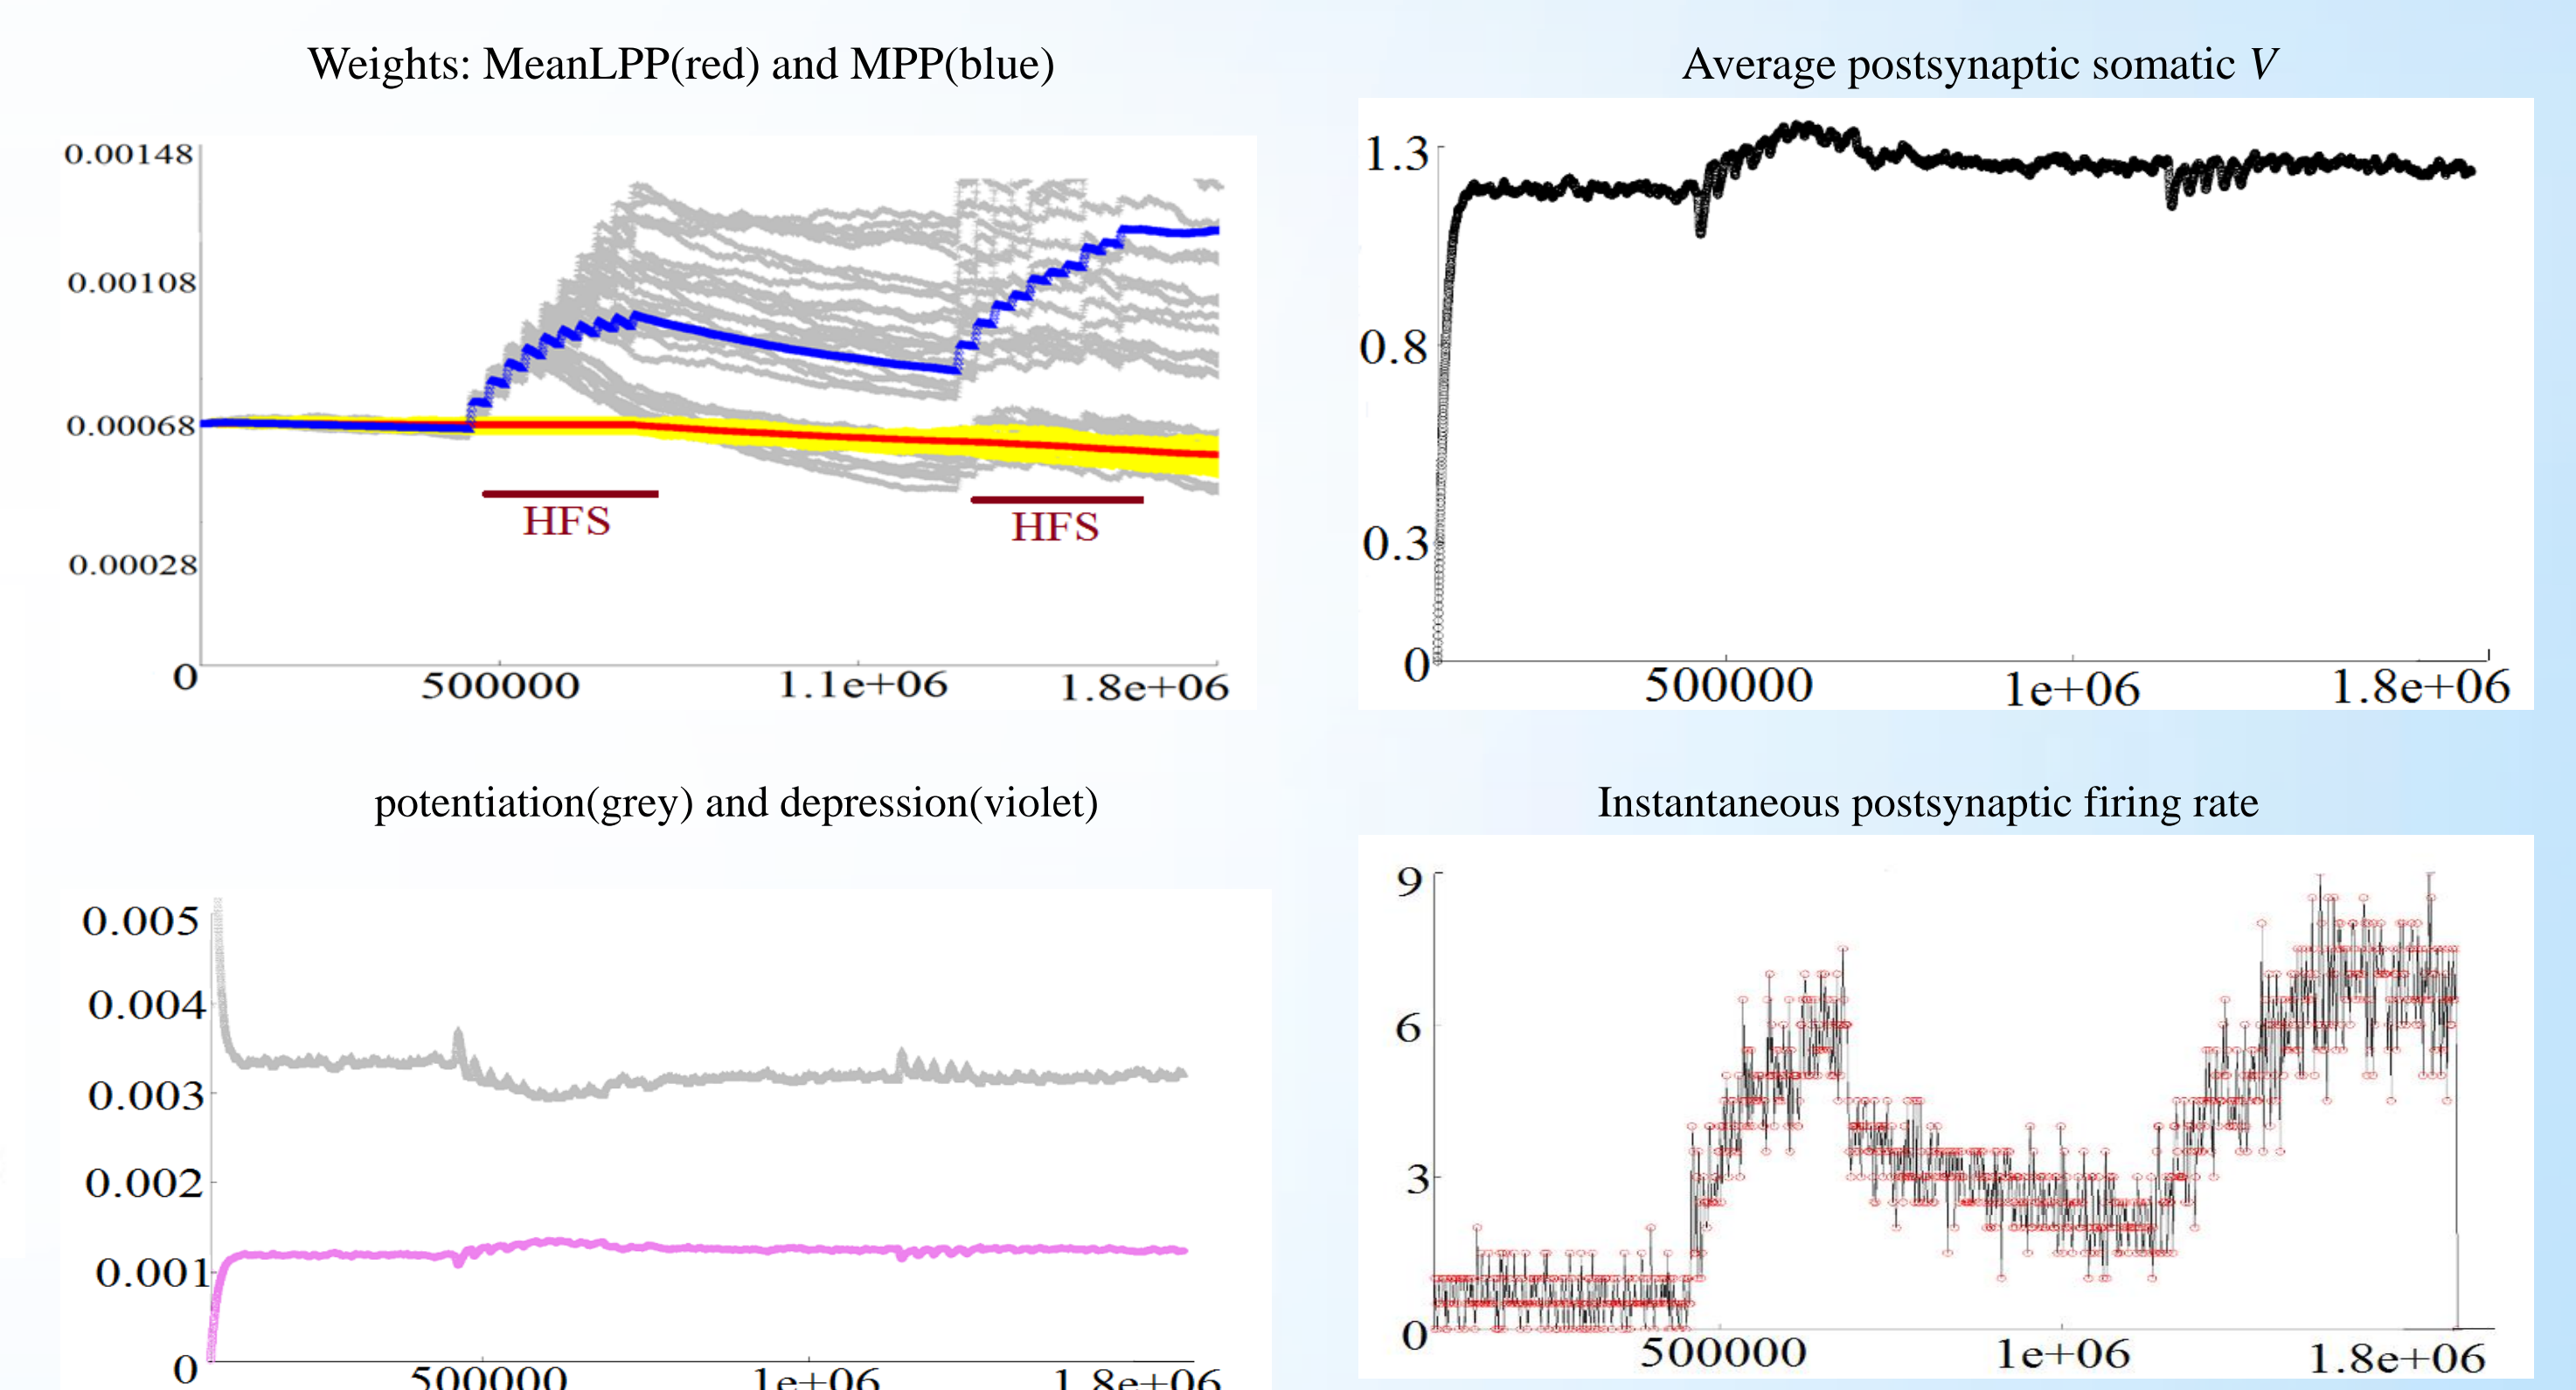 Weights: MeanLPP(red) and MPP(blue)
0.00148
0.00108
0.00068
0.00028
0
500000 1.1e+06 1.8e+06
HFS
HFS
Average postsynaptic somatic V
1.3
0.8
0.3
0
500000 1e+06 1.8e+06
potentiation(grey) and depression(violet)
0.005
0.004
0.003
0.002
0.001
0
500000 1e+06 1.8e+06
Instantaneous postsynaptic firing rate
9
6
3
0
500000 1e+06 1.8e+06